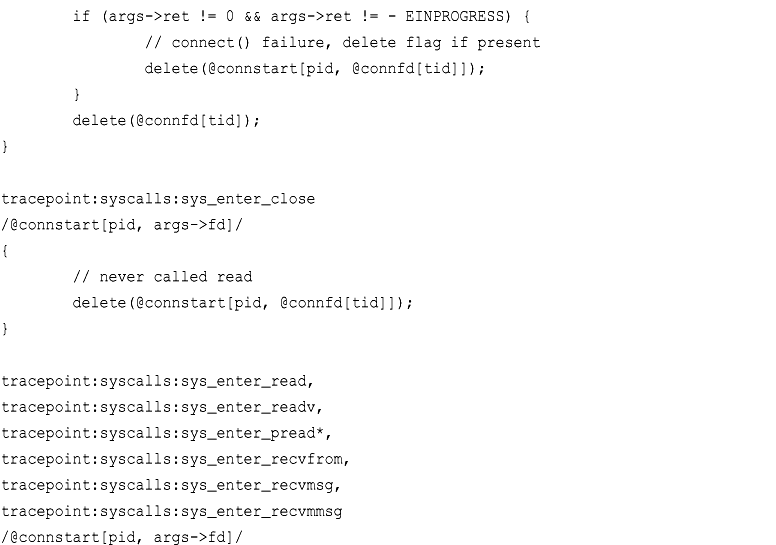 if (args->ret != 0 && args->ret != - EINPROGRESS) {
// connect() failure, delete flag if present
delete(@connstart[pid, @connfd[tid]]);
}
delete(@connfd[tid]);
}
tracepoint:syscalls:sys_enter_close
/@connstart[pid, args->fd]/
{
// never called read
delete(@connstart[pid, @connfd[tid]]);
}
tracepoint:syscalls:sys_enter_read,
tracepoint:syscalls:sys_enter_readv,
tracepoint:syscalls:sys_enter_pread*,
tracepoint:syscalls:sys_enter_recvfrom,
tracepoint:syscalls:sys_enter_recvmsg,
tracepoint:syscalls:sys_enter_recvmmsg
/@connstart[pid, args->fd]/